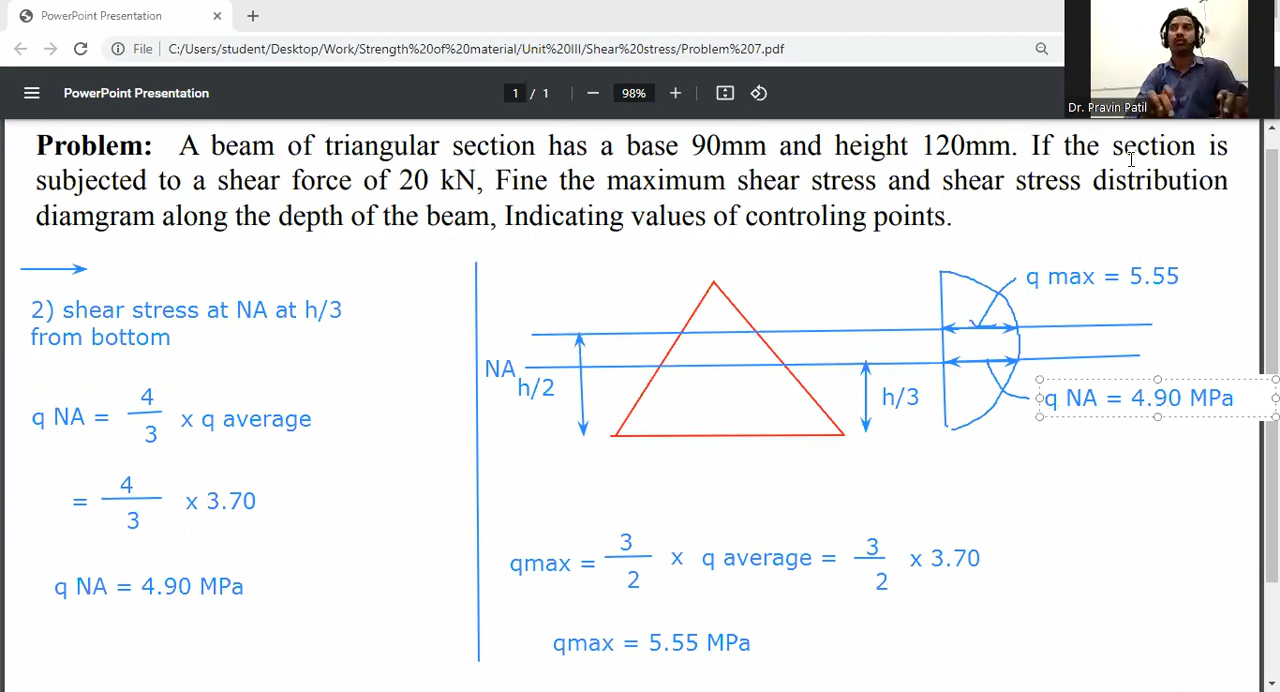 PowerPoint Presentation
File
C:/Users/student/Desktop/Work/Strength%20of%20material/Unit%20III/Shear%20stress/Problem%207.pdf
PowerPoint Presentation
1 / 1
98%
Dr. Pravin Patil
Problem: A beam of triangular section has a base 90mm and height 120mm. If the section is
subjected to a shear force of 20 kN, Fine the maximum shear stress and shear stress distribution
diamgram along the depth of the beam, Indicating values of controling points.
2) shear stress at NA at h/3
from bottom
q NA = 4/3 x q average
= 4/3 x 3.70
q NA = 4.90 MPa
NA
h/2
h/3
q max = 5.55
q NA = 4.90 MPa
qmax = 3/2 x q average = 3/2 x 3.70
qmax = 5.55 MPa